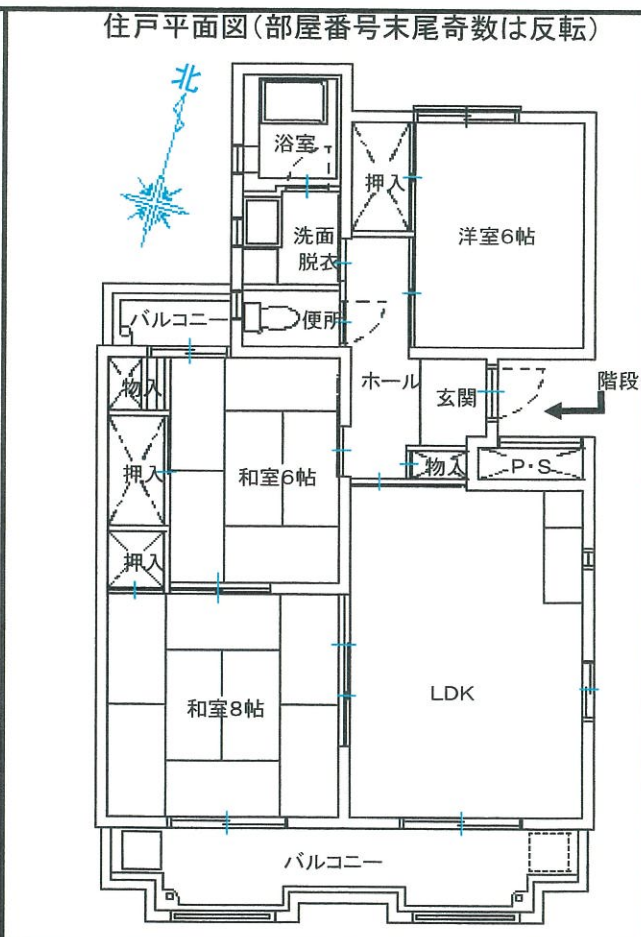 住戸平面図(部屋番号末尾奇数は反転)
北
浴室
押入
洋室6帖
洗面
脱衣
バルコニー
便所
物入
ホール
玄関
階段
押入
和室6帖
物入
P・S
押入
和室8帖
LDK
バルコニー